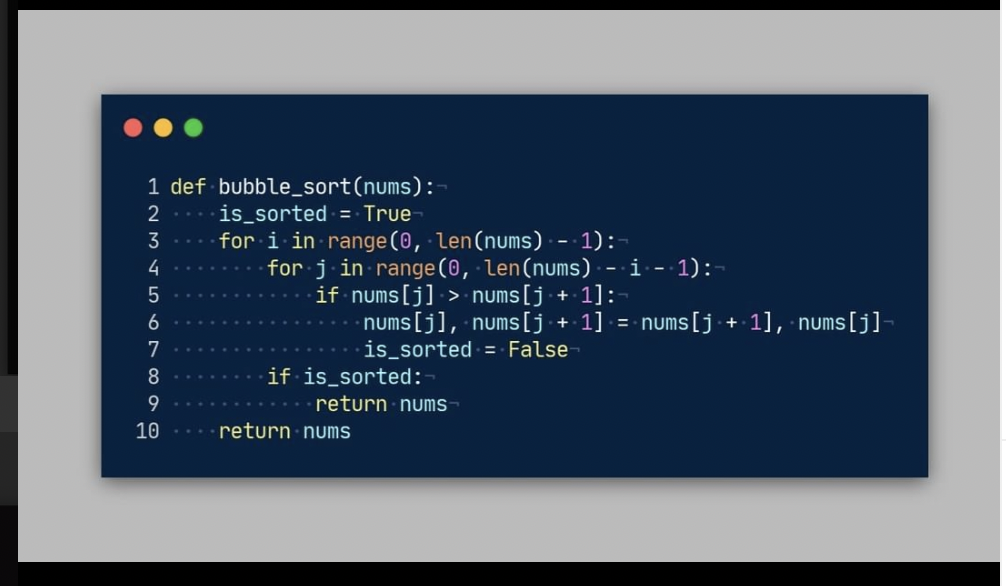 1 def bubble_sort(nums):
2     is_sorted = True
3     for i in range(0, len(nums) - 1):
4         for j in range(0, len(nums) - i - 1):
5             if nums[j] > nums[j + 1]:
6                 nums[j], nums[j + 1] = nums[j + 1], nums[j]
7                 is_sorted = False
8         if is_sorted:
9             return nums
10     return nums